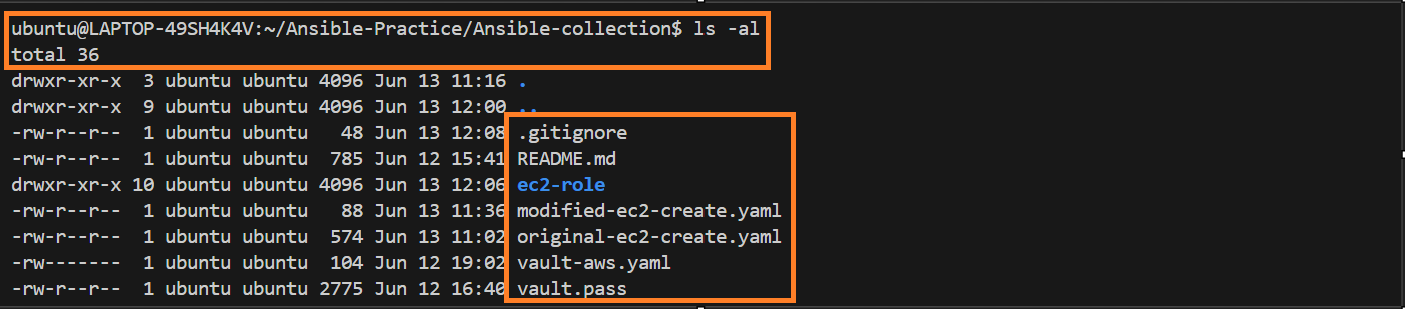 ubuntu@LAPTOP-49SH4K4V:~/Ansible-Practice/Ansible-collection$ ls -al
total 36
drwxr-xr-x  3 ubuntu ubuntu 4096 Jun 13 11:16 .
drwxr-xr-x  9 ubuntu ubuntu 4096 Jun 13 12:00 ..
-rw-r--r--  1 ubuntu ubuntu   48 Jun 13 12:08 .gitignore
-rw-r--r--  1 ubuntu ubuntu  785 Jun 12 15:41 README.md
drwxr-xr-x 10 ubuntu ubuntu 4096 Jun 13 12:06 ec2-role
-rw-r--r--  1 ubuntu ubuntu   88 Jun 13 11:36 modified-ec2-create.yaml
-rw-r--r--  1 ubuntu ubuntu  574 Jun 13 11:02 original-ec2-create.yaml
-rw-------  1 ubuntu ubuntu  104 Jun 12 19:02 vault-aws.yaml
-rw-r--r--  1 ubuntu ubuntu 2775 Jun 12 16:40 vault.pass